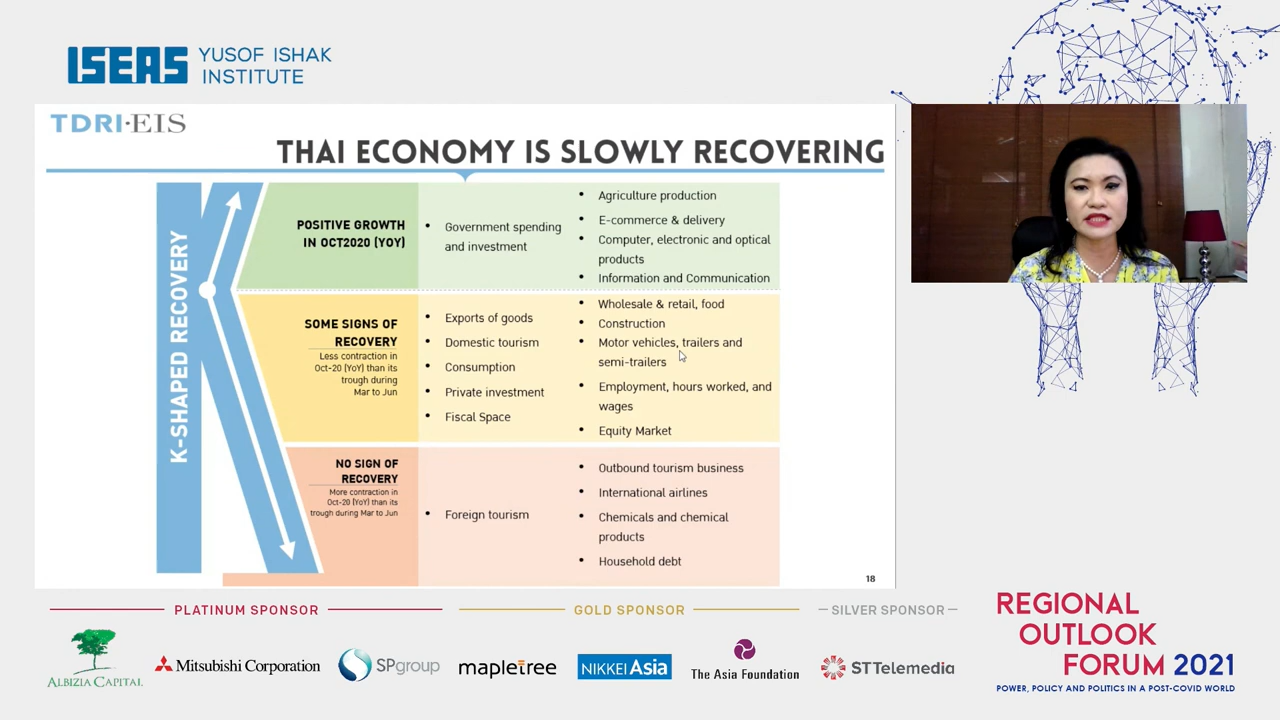 ISEAS YUSOF ISHAK
INSTITUTE
TDRI·EIS
THAI ECONOMY IS SLOWLY RECOVERING
K-SHAPED RECOVERY
POSITIVE GROWTH
IN OCT2020 (YOY)
• Government spending
and investment
• Agriculture production
• E-commerce & delivery
• Computer, electronic and optical
products
• Information and Communication
SOME SIGNS OF
RECOVERY
Less contraction in
Oct-20 (YoY) than its
trough during
Mar to Jun
• Exports of goods
• Domestic tourism
• Consumption
• Private investment
• Fiscal Space
• Wholesale & retail, food
• Construction
• Motor vehicles, trailers and
semi-trailers
• Employment, hours worked, and
wages
• Equity Market
NO SIGN OF
RECOVERY
More contraction in
Oct-20 (YoY) than its
trough during Mar to Jun
• Foreign tourism
• Outbound tourism business
• International airlines
• Chemicals and chemical
products
• Household debt
18
PLATINUM SPONSOR
GOLD SPONSOR
SILVER SPONSOR
ALBIZIA CAPITAL
Mitsubishi Corporation
SPgroup
mapletree
NIKKEI Asia
The Asia Foundation
ST Telemedia
REGIONAL
OUTLOOK
FORUM 2021
POWER, POLICY AND POLITICS IN A POST-COVID WORLD